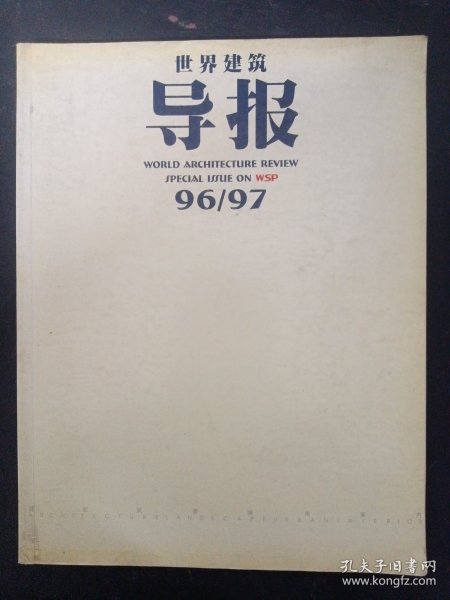 世界建筑
导报
WORLD ARCHITECTURE REVIEW
SPECIAL ISSUE ON WSP
96/97
ARCHITECTURELANDSCAPEURBANINTERIOR
孔夫子旧书网
www.kongfz.com